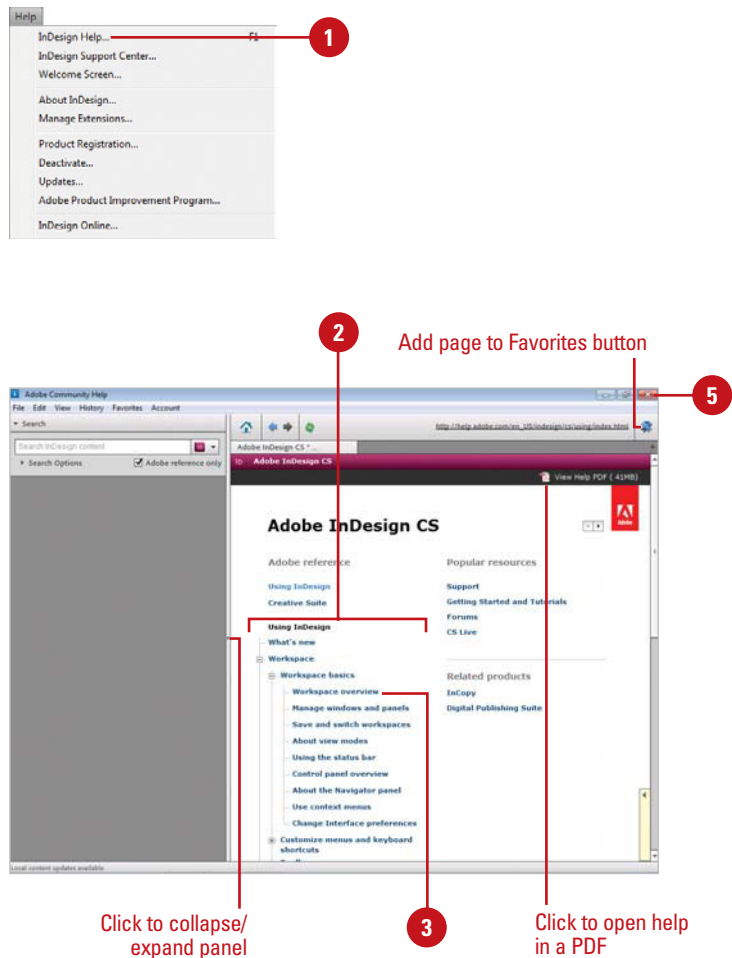 Help
InDesign Help... F1
1
InDesign Support Center...
Welcome Screen...
About InDesign...
Manage Extensions...
Product Registration...
Deactivate...
Updates...
Adobe Product Improvement Program...
InDesign Online...
2
Add page to Favorites button
5
Adobe Community Help
File Edit View History Favorites Account
Search
http://help.adobe.com/en_US/indesign/cs/using/index.html
Search InDesign content
Adobe InDesign CS * ...
Search Options
Adobe reference only
Adobe InDesign CS
View Help PDF ( 41MB)
Adobe InDesign CS
Adobe
Adobe reference
Popular resources
Using InDesign
Support
Creative Suite
Getting Started and Tutorials
Forums
Using InDesign
CS Live
What's new
Workspace
Workspace basics
Related products
Workspace overview
InCopy
Manage windows and panels
Digital Publishing Suite
Save and switch workspaces
About view modes
Using the status bar
Control panel overview
About the Navigator panel
Use context menus
Change Interface preferences
Customize menus and keyboard
shortcuts
Local content updates available
Click to collapse/
expand panel
3
Click to open help
in a PDF